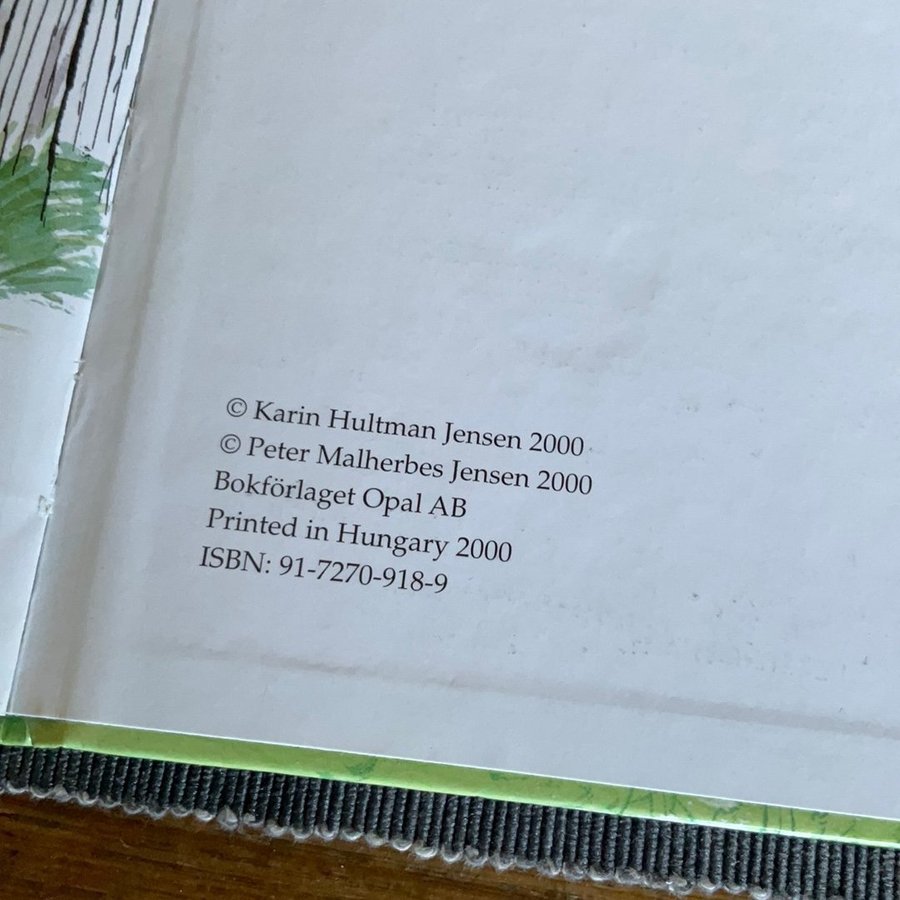 © Karin Hultman Jensen 2000
© Peter Malherbes Jensen 2000
Bokförlaget Opal AB
Printed in Hungary 2000
ISBN: 91-7270-918-9